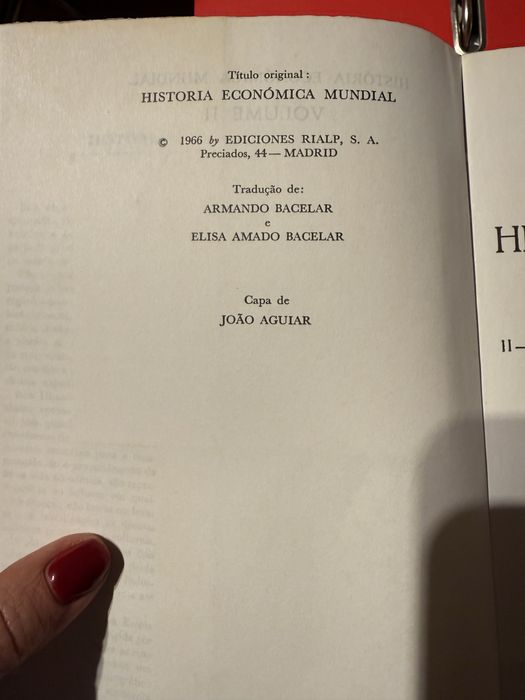 Título original:
HISTORIA ECONÓMICA MUNDIAL
© 1966 by EDICIONES RIALP, S. A.
Preciados, 44 — MADRID
Tradução de:
ARMANDO BACELAR
e
ELISA AMADO BACELAR
Capa de
JOÃO AGUIAR
II —